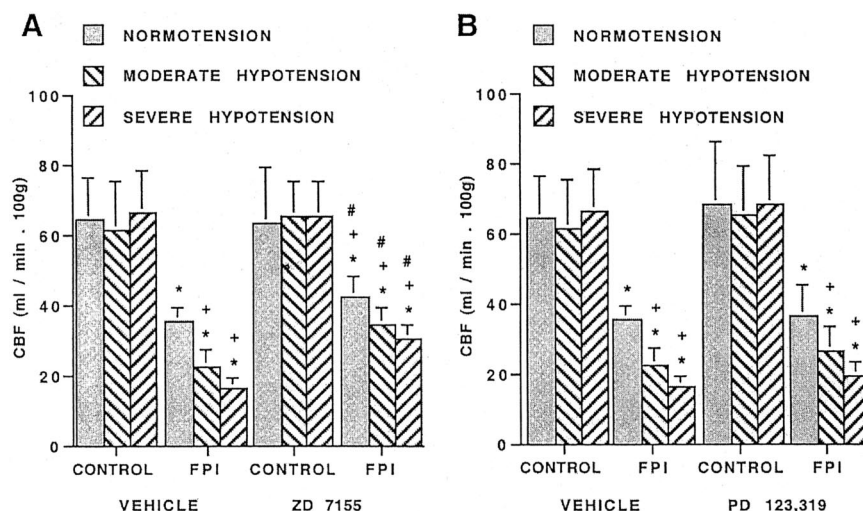 A
NORMOTENSION
MODERATE HYPOTENSION
SEVERE HYPOTENSION
CBF (ml / min . 100g)
100
80
60
40
20
0
*
+
*
+
*
#
+
*
#
+
*
#
+
*
CONTROL FPI CONTROL FPI
VEHICLE ZD 7155
B
NORMOTENSION
MODERATE HYPOTENSION
SEVERE HYPOTENSION
CBF (ml / min . 100g)
100
80
60
40
20
0
*
+
*
+
*
*
+
*
+
*
CONTROL FPI CONTROL FPI
VEHICLE PD 123,319